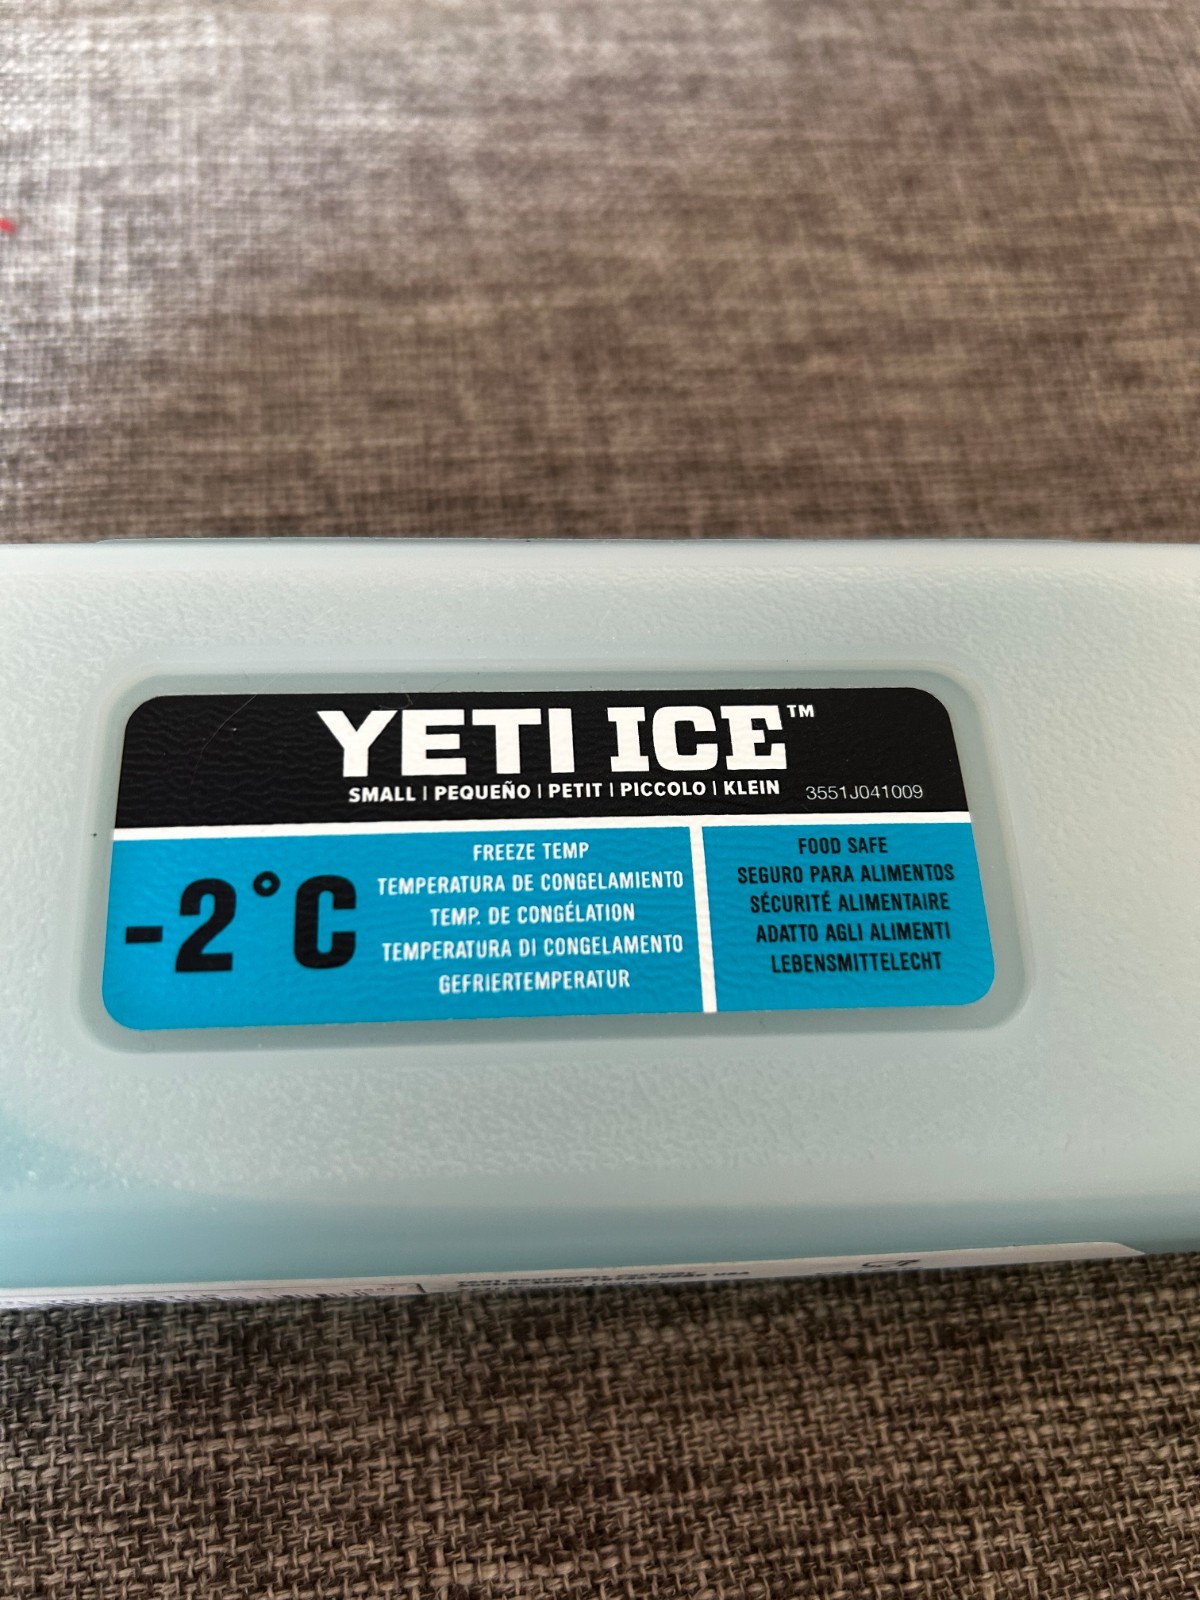 YETI ICE™
SMALL | PEQUEÑO | PETIT | PICCOLO | KLEIN 3551J041009
-2°C
FREEZE TEMP
TEMPERATURA DE CONGELAMIENTO
TEMP. DE CONGÉLATION
TEMPERATURA DI CONGELAMENTO
GEFRIERTEMPERATUR
FOOD SAFE
SEGURO PARA ALIMENTOS
SÉCURITÉ ALIMENTAIRE
ADATTO AGLI ALIMENTI
LEBENSMITTELECHT